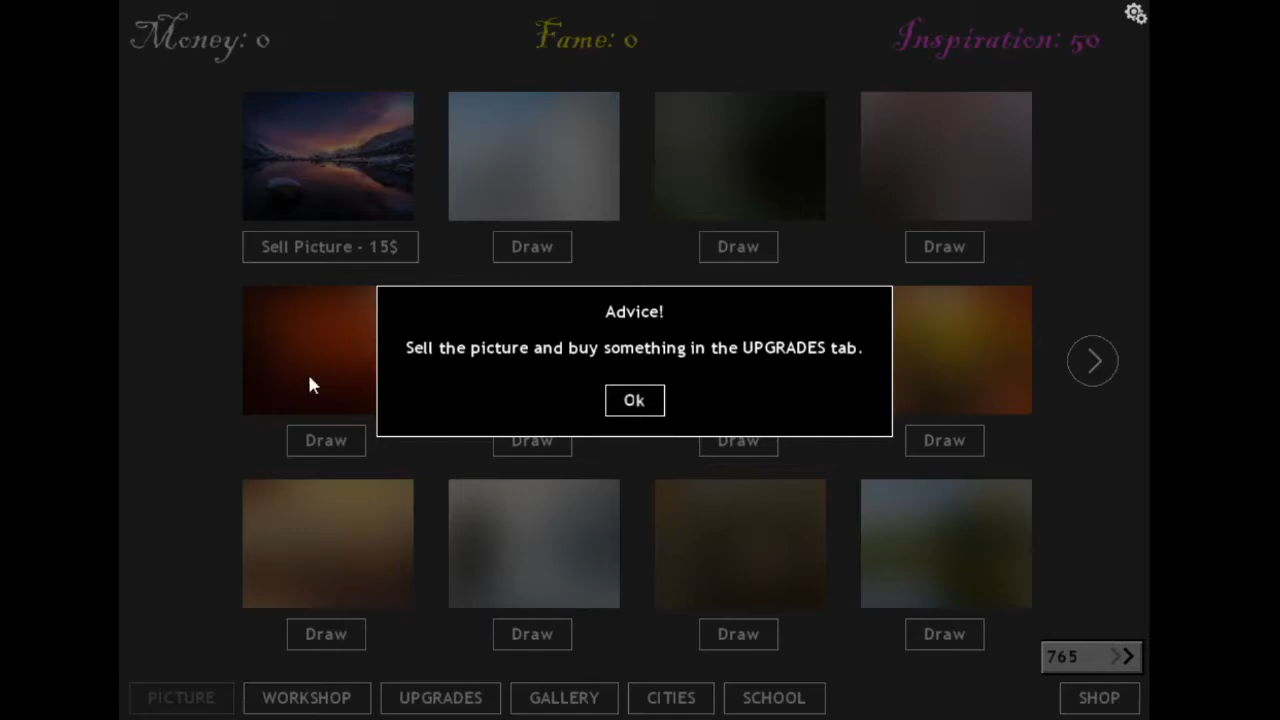 Money: 0 Fame: 0 Inspiration: 50
Sell Picture - 15$ Draw Draw Draw
Advice!
Sell the picture and buy something in the UPGRADES tab.
Ok
Draw Draw Draw Draw
Draw Draw Draw Draw
765
PICTURE WORKSHOP UPGRADES GALLERY CITIES SCHOOL SHOP